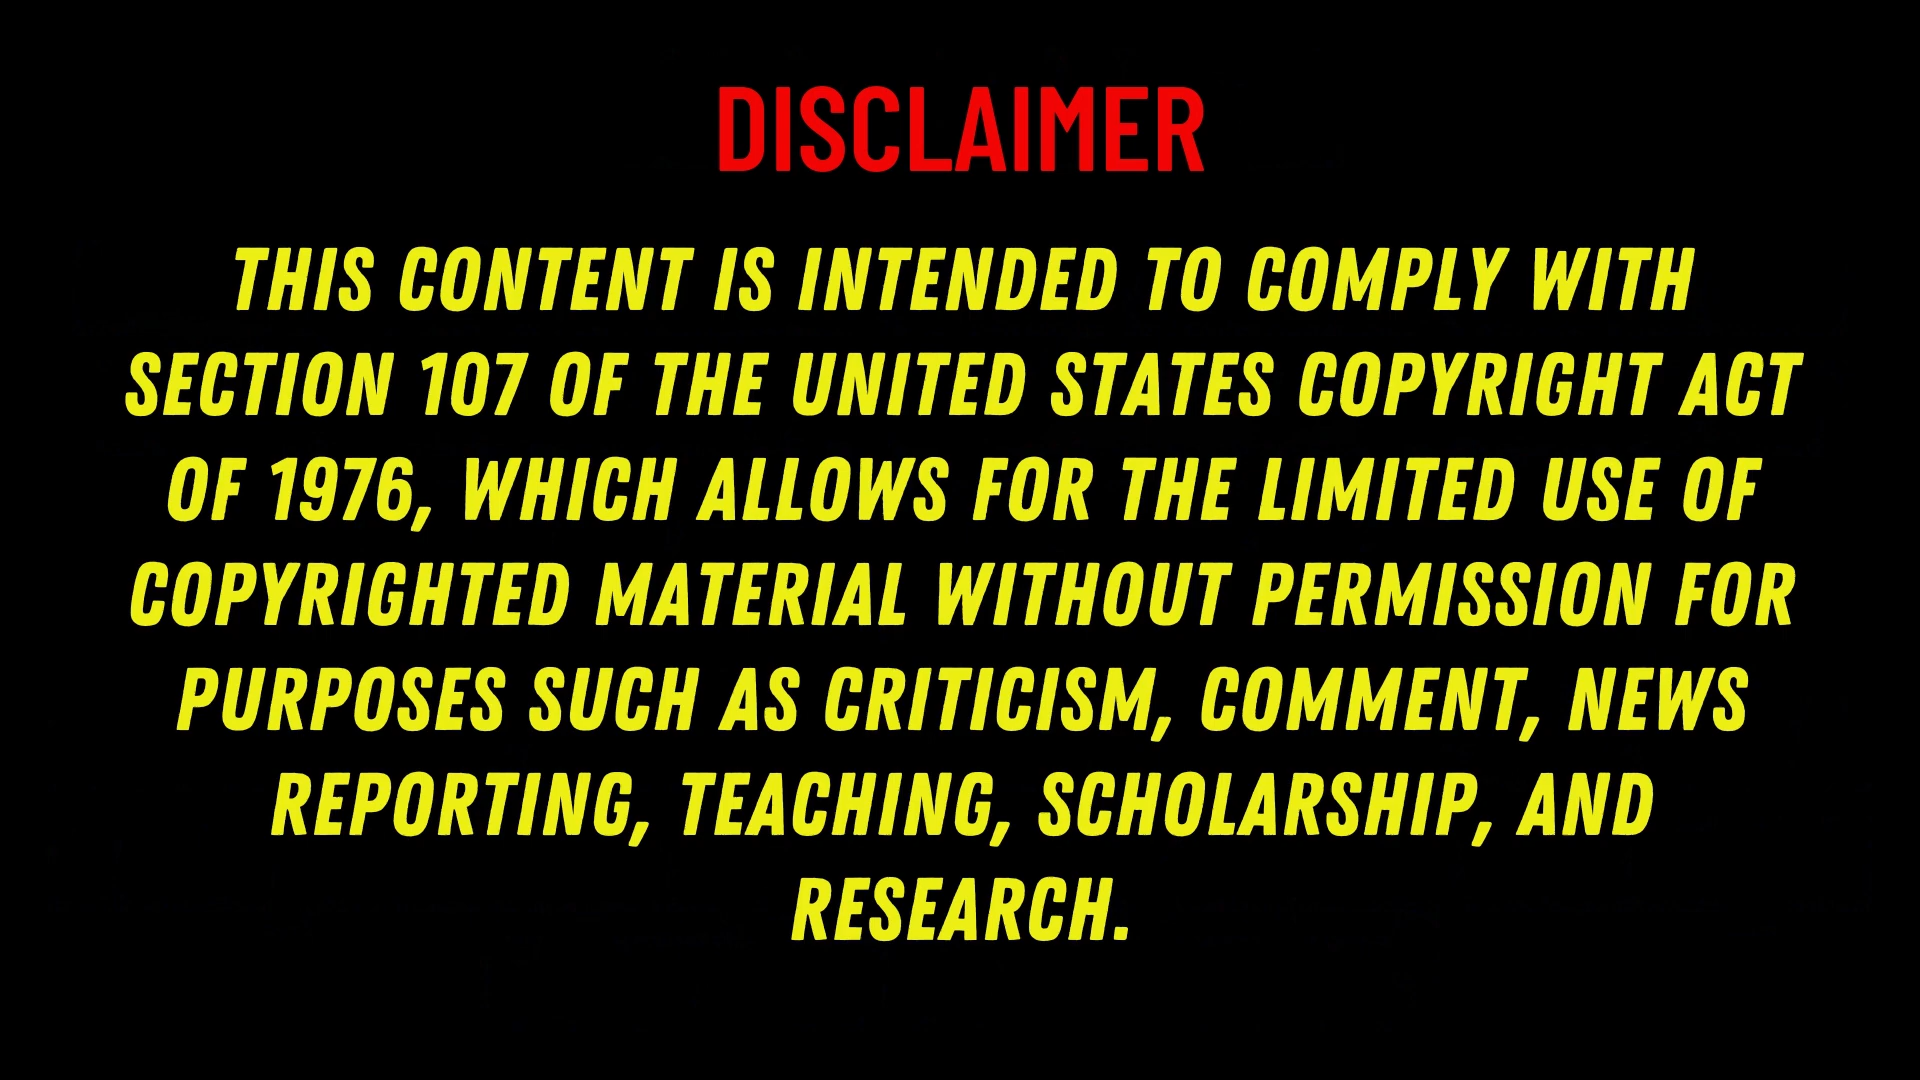 DISCLAIMER
THIS CONTENT IS INTENDED TO COMPLY WITH
SECTION 107 OF THE UNITED STATES COPYRIGHT ACT
OF 1976, WHICH ALLOWS FOR THE LIMITED USE OF
COPYRIGHTED MATERIAL WITHOUT PERMISSION FOR
PURPOSES SUCH AS CRITICISM, COMMENT, NEWS
REPORTING, TEACHING, SCHOLARSHIP, AND
RESEARCH.